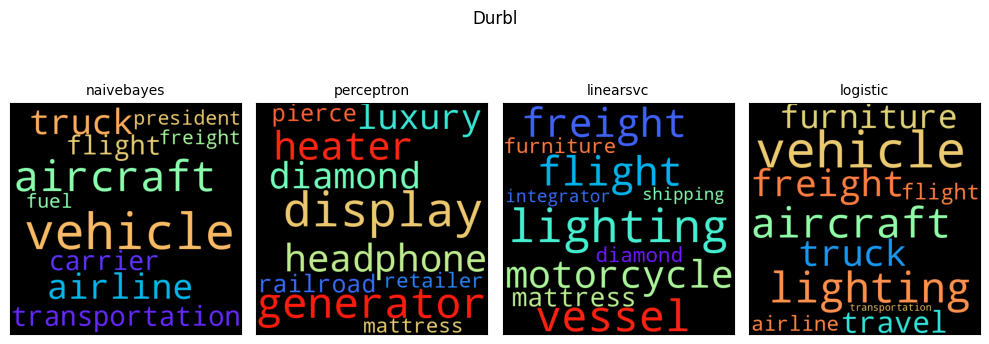 Durbl
naivebayes
truck president
flight freight
aircraft
fuel
vehicle
carrier
airline
transportation
perceptron
pierce luxury
heater
diamond
display
headphone
railroad retailer
generator
mattress
linearsvc
freight
furniture
flight
integrator shipping
lighting
diamond
motorcycle
mattress
vessel
logistic
furniture
vehicle
freight flight
aircraft
truck
lighting
transportation
airline travel